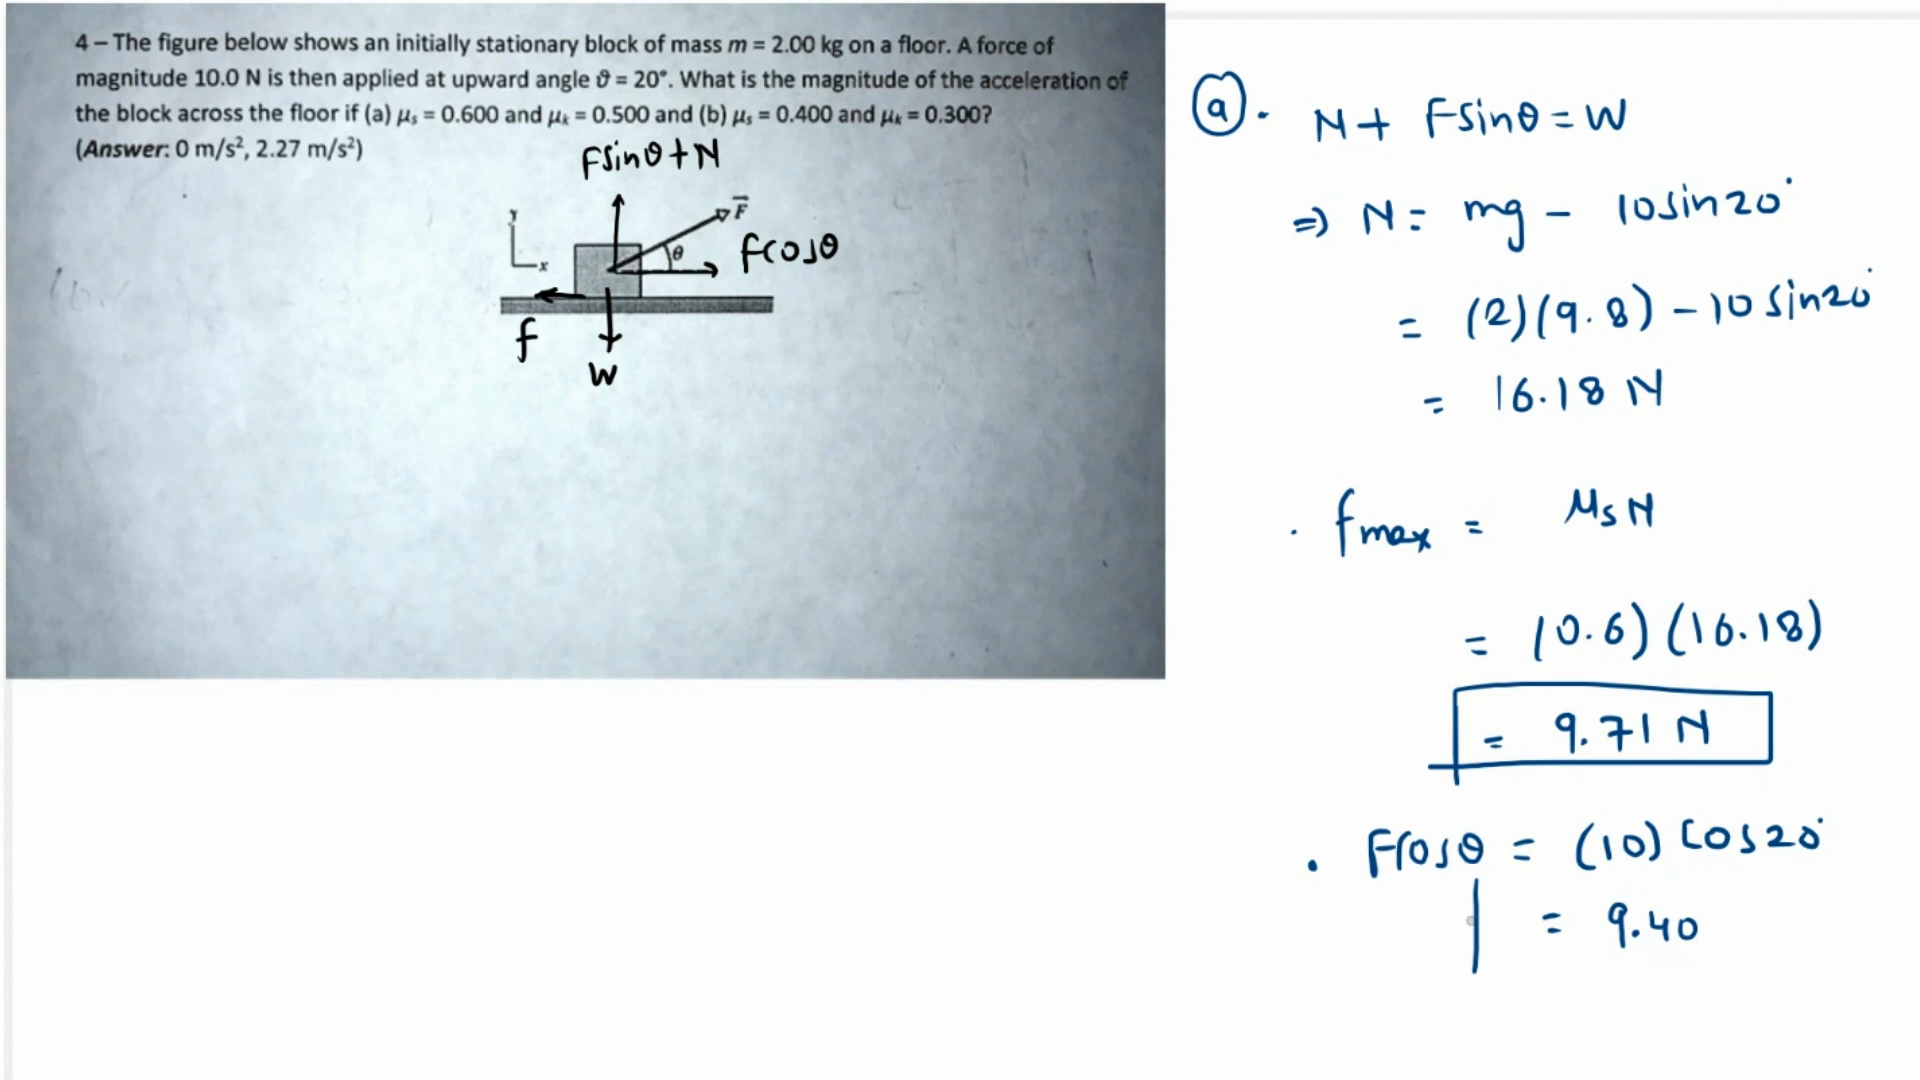 4 – The figure below shows an initially stationary block of mass m = 2.00 kg on a floor. A force of
magnitude 10.0 N is then applied at upward angle ϑ = 20°. What is the magnitude of the acceleration of
the block across the floor if (a) μs = 0.600 and μk = 0.500 and (b) μs = 0.400 and μk = 0.300?
(Answer: 0 m/s², 2.27 m/s²)
Fsinθ + N
y
F
θ
Fcosθ
x
f
W
(a). N + Fsinθ = W
⇒ N = mg - 10sin20°
= (2)(9.8) - 10 sin20°
= 16.18 N
. fmax = μsN
= (0.6)(16.18)
= 9.71 N
. Fcosθ = (10) cos20°
= 9.40